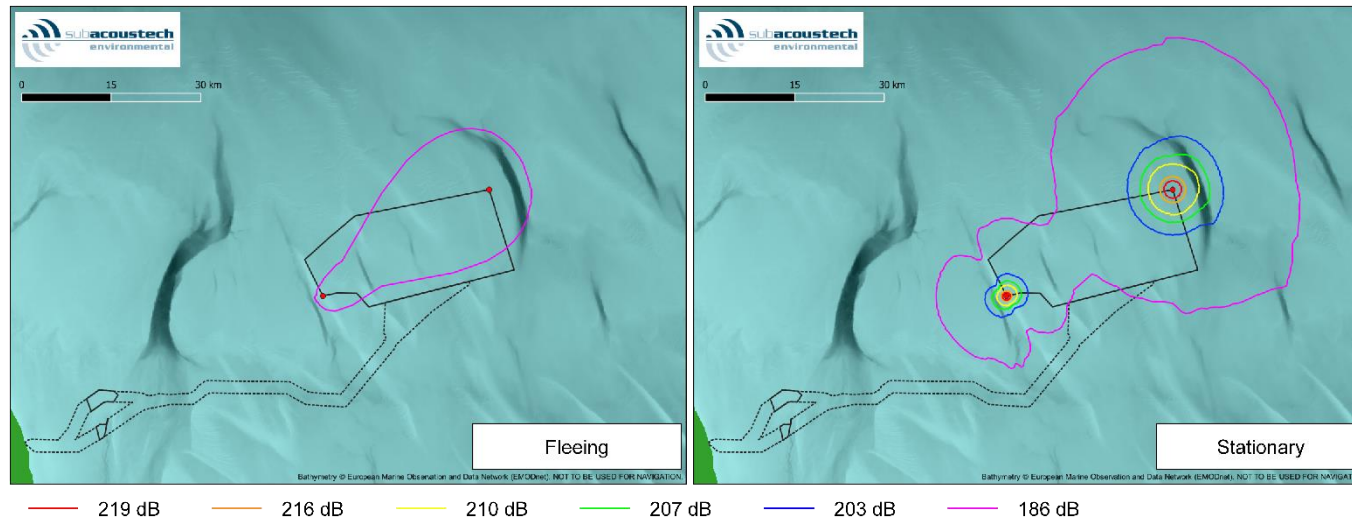 subacoustech
environmental
0 15 30 km
Fleeing
Bathymetry © European Marine Observation and Data Network (EMODnet). NOT TO BE USED FOR NAVIGATION.
subacoustech
environmental
0 15 30 km
Stationary
Bathymetry © European Marine Observation and Data Network (EMODnet). NOT TO BE USED FOR NAVIGATION.
219 dB 216 dB 210 dB 207 dB 203 dB 186 dB